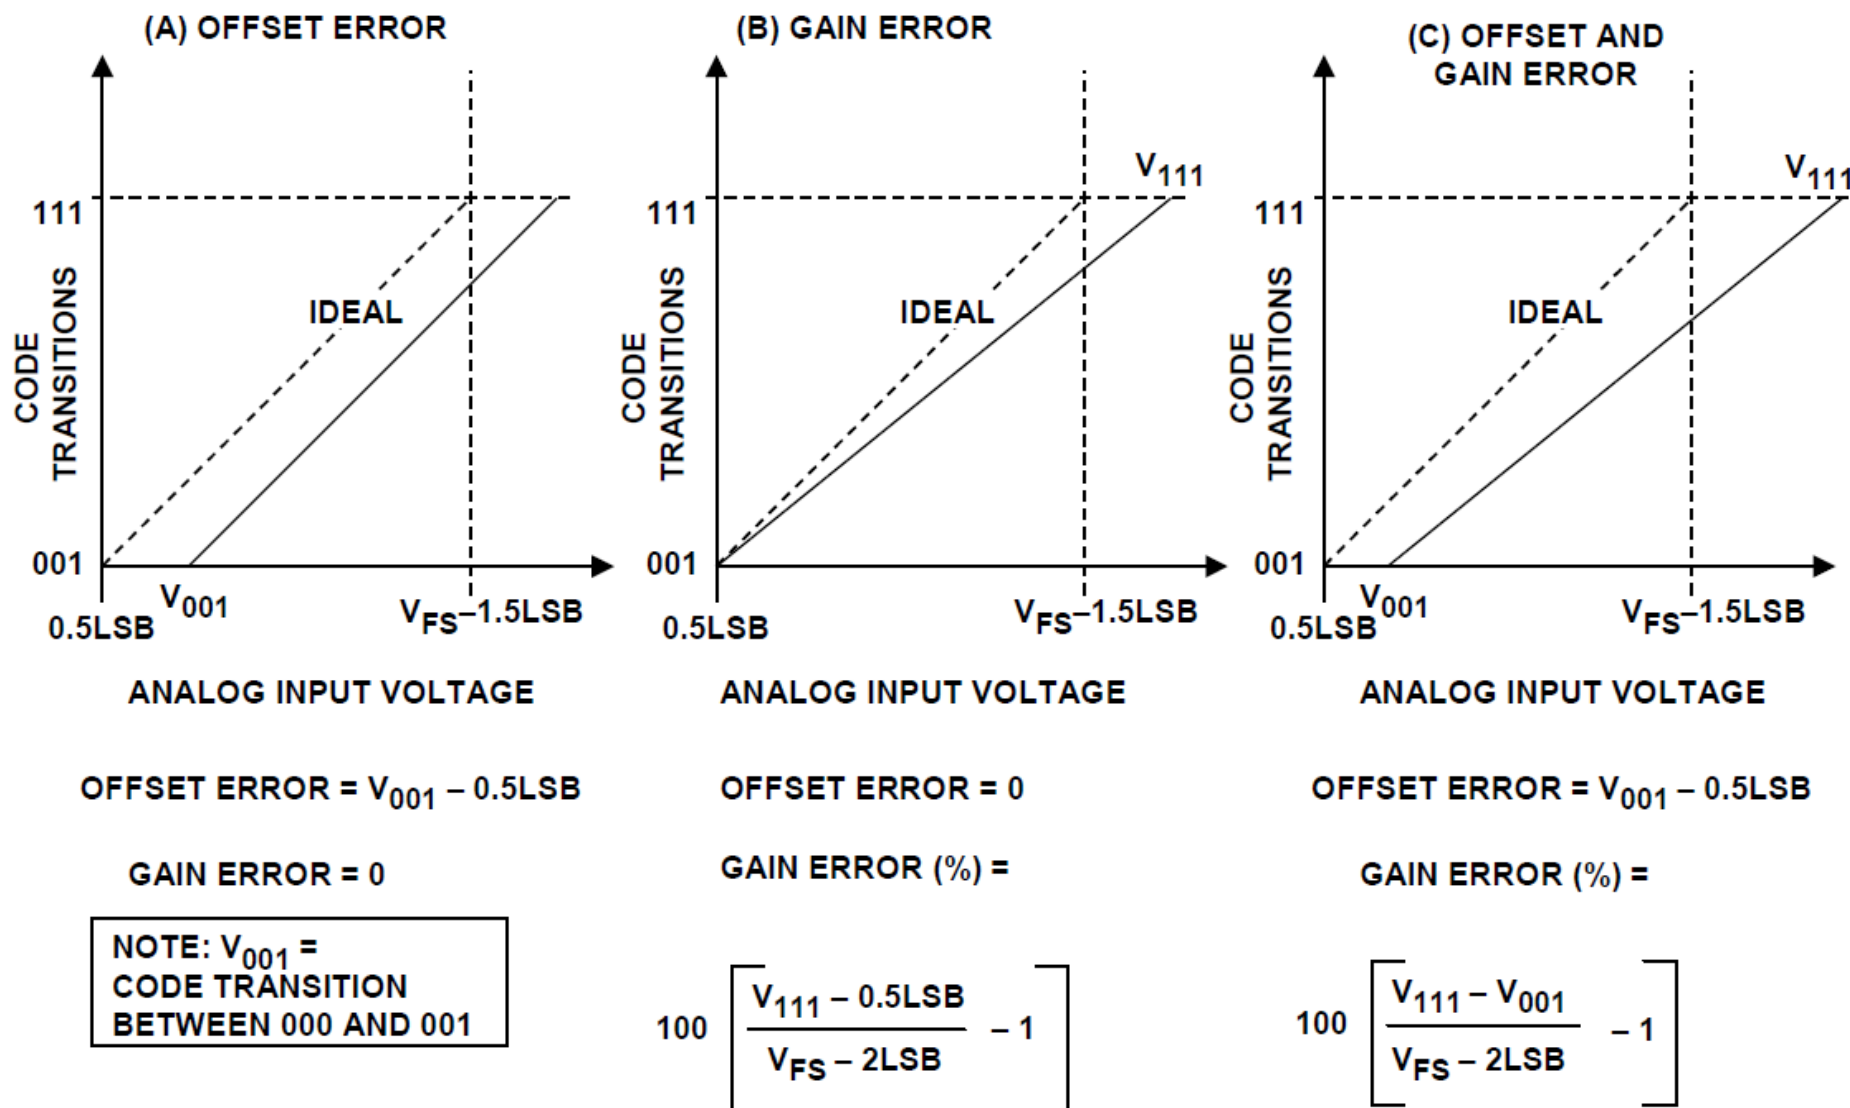 (A) OFFSET ERROR
111
001
CODE
TRANSITIONS
IDEAL
V001
0.5LSB
VFS–1.5LSB
ANALOG INPUT VOLTAGE
OFFSET ERROR = V001 – 0.5LSB
GAIN ERROR = 0
NOTE: V001 =
CODE TRANSITION
BETWEEN 000 AND 001
(B) GAIN ERROR
V111
111
001
CODE
TRANSITIONS
IDEAL
0.5LSB
VFS–1.5LSB
ANALOG INPUT VOLTAGE
OFFSET ERROR = 0
GAIN ERROR (%) =
100
V111 – 0.5LSB
VFS – 2LSB
– 1
(C) OFFSET AND
GAIN ERROR
V111
111
001
CODE
TRANSITIONS
IDEAL
0.5LSB
V001
VFS–1.5LSB
ANALOG INPUT VOLTAGE
OFFSET ERROR = V001 – 0.5LSB
GAIN ERROR (%) =
100
V111 – V001
VFS – 2LSB
– 1